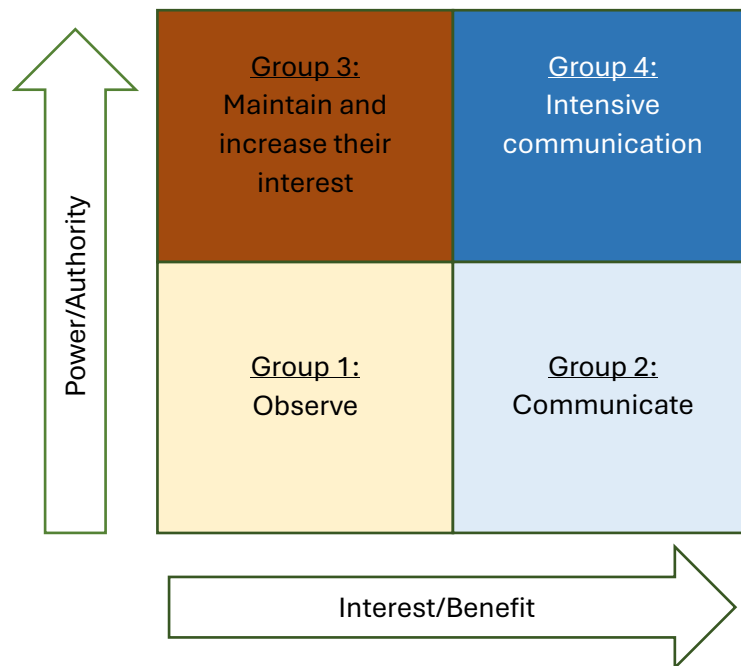 Group 3:
Maintain and
increase their
interest
Group 4:
Intensive
communication
Power/Authority
Group 1:
Observe
Group 2:
Communicate
Interest/Benefit